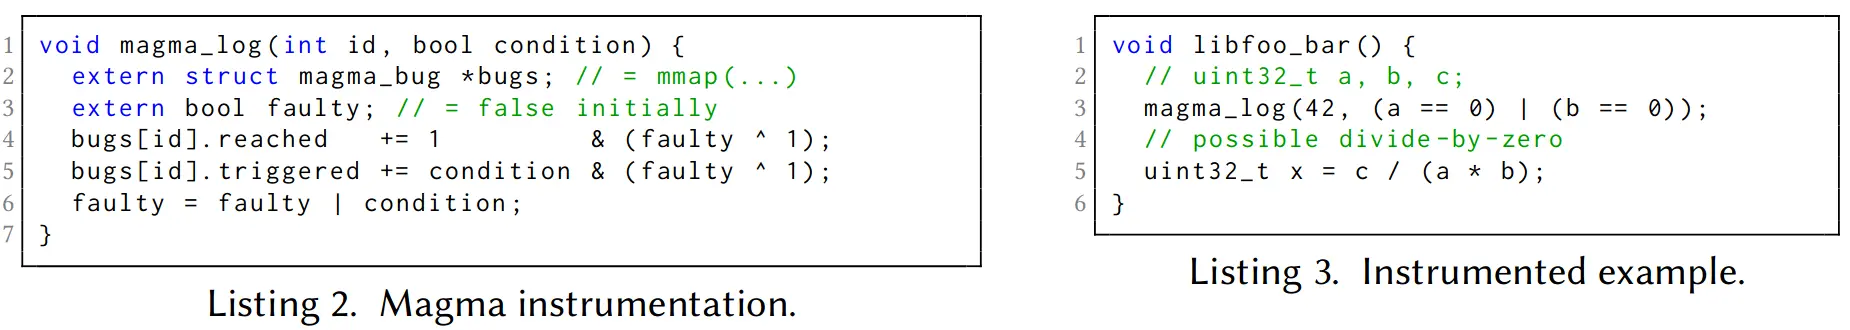 1 void magma_log(int id, bool condition) {
2   extern struct magma_bug *bugs; // = mmap(...)
3   extern bool faulty; // = false initially
4   bugs[id].reached   += 1         & (faulty ^ 1);
5   bugs[id].triggered += condition & (faulty ^ 1);
6   faulty = faulty | condition;
7 }
Listing 2. Magma instrumentation.
1 void libfoo_bar() {
2   // uint32_t a, b, c;
3   magma_log(42, (a == 0) | (b == 0));
4   // possible divide-by-zero
5   uint32_t x = c / (a * b);
6 }
Listing 3. Instrumented example.